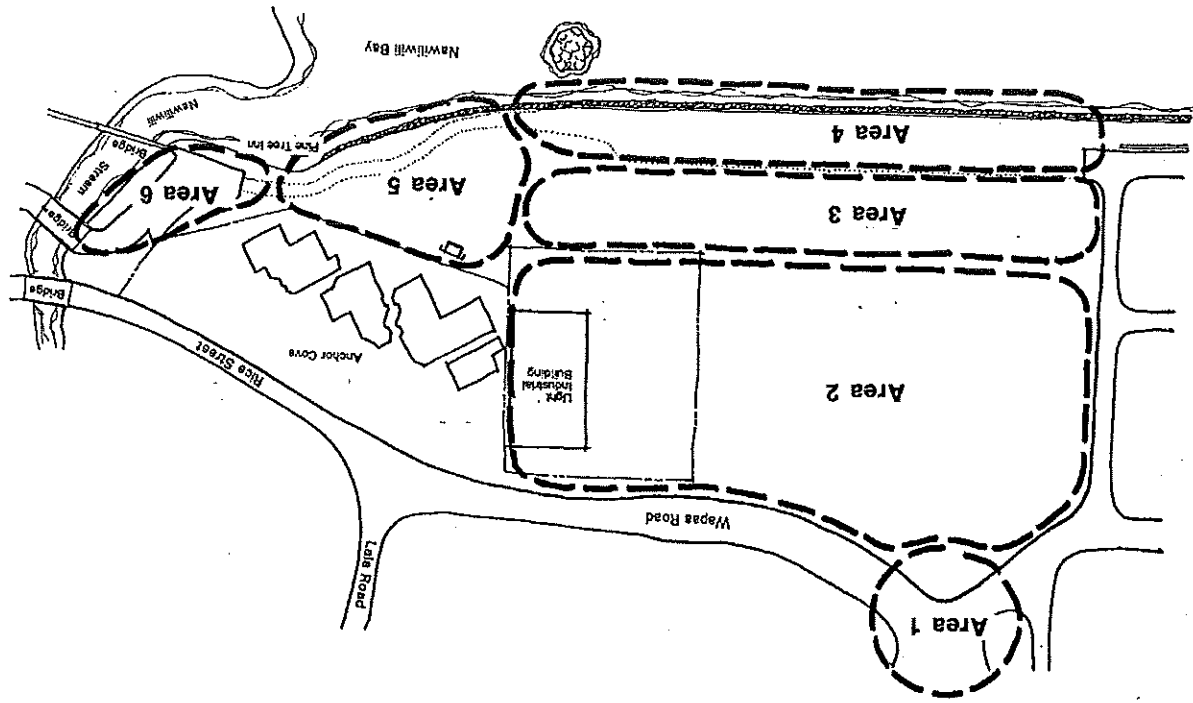 Area 1
Lala Road
Wapaa Road
Rice Street
Area 2
Light
Industrial
Building
Anchor Cove
Bridge
Area 3
Bridge
Area 5
Area 6
Stream
Bridge
Area 4
Pine Tree Inn
Nawiliwili
Nawiliwili Bay